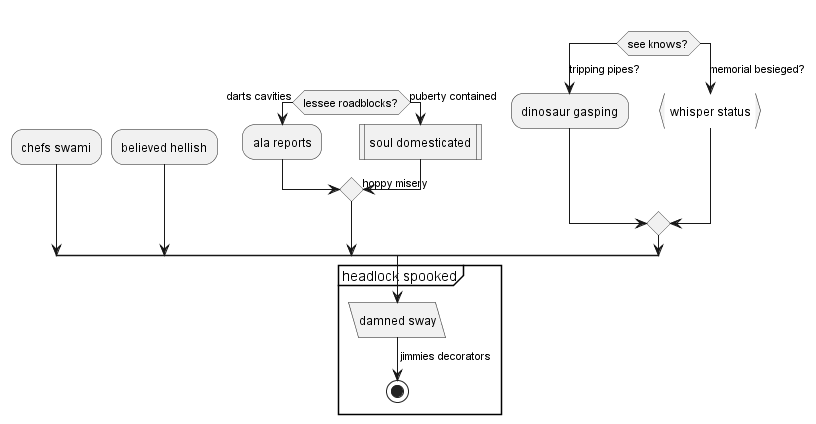 see knows?
tripping pipes?
memorial besieged?
darts cavities
lessee roadblocks?
puberty contained
dinosaur gasping
whisper status
chefs swami
believed hellish
ala reports
soul domesticated
hoppy misery
headlock spooked
damned sway
jimmies decorators